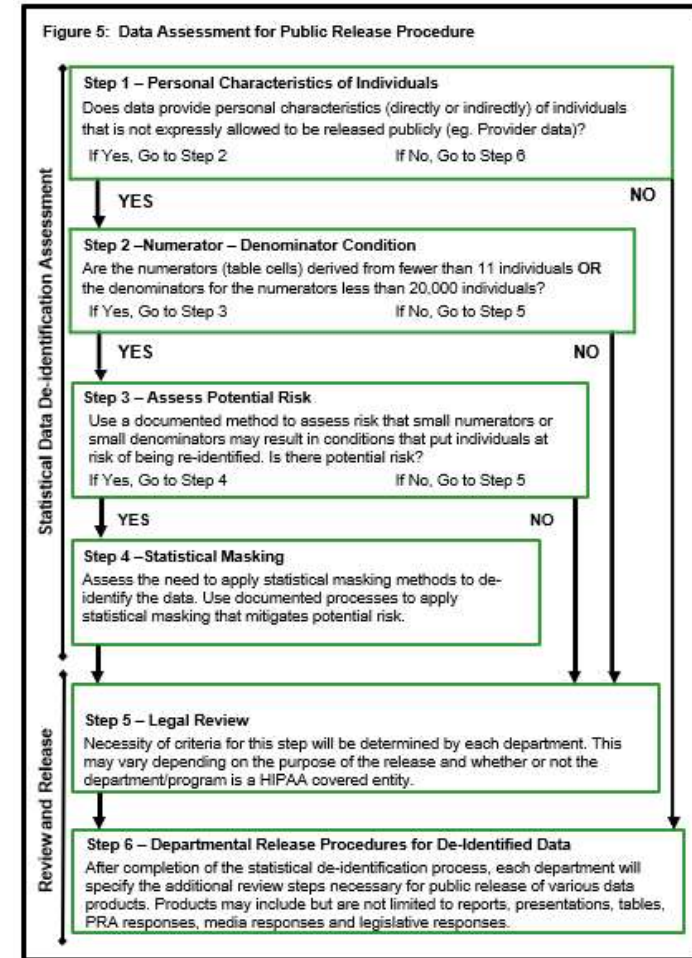 Figure 5: Data Assessment for Public Release Procedure
Statistical Data De-identification Assessment
Step 1 – Personal Characteristics of Individuals
Does data provide personal characteristics (directly or indirectly) of individuals
that is not expressly allowed to be released publicly (eg. Provider data)?
If Yes, Go to Step 2 If No, Go to Step 6
YES NO
Step 2 –Numerator – Denominator Condition
Are the numerators (table cells) derived from fewer than 11 individuals OR
the denominators for the numerators less than 20,000 individuals?
If Yes, Go to Step 3 If No, Go to Step 5
YES NO
Step 3 – Assess Potential Risk
Use a documented method to assess risk that small numerators or
small denominators may result in conditions that put individuals at
risk of being re-identified. Is there potential risk?
If Yes, Go to Step 4 If No, Go to Step 5
YES NO
Step 4 –Statistical Masking
Assess the need to apply statistical masking methods to de-
identify the data. Use documented processes to apply
statistical masking that mitigates potential risk.
Review and Release
Step 5 – Legal Review
Necessity of criteria for this step will be determined by each department. This
may vary depending on the purpose of the release and whether or not the
department/program is a HIPAA covered entity.
Step 6 – Departmental Release Procedures for De-Identified Data
After completion of the statistical de-identification process, each department will
specify the additional review steps necessary for public release of various data
products. Products may include but are not limited to reports, presentations, tables,
PRA responses, media responses and legislative responses.